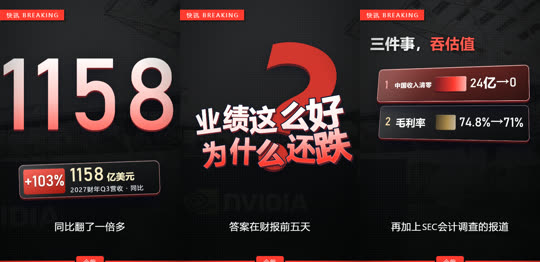 快讯 BREAKING
1158
+103%
1158 亿美元
2027财年Q3营收 · 同比
NVIDIA
同比翻了一倍多
快讯 BREAKING
?
业绩这么好
为什么还跌
NVIDIA
答案在财报前五天
快讯 BREAKING
三件事，吞估值
1 中国收入清零 24亿→0
2 毛利率 74.8%→71%
再加上SEC会计调查的报道